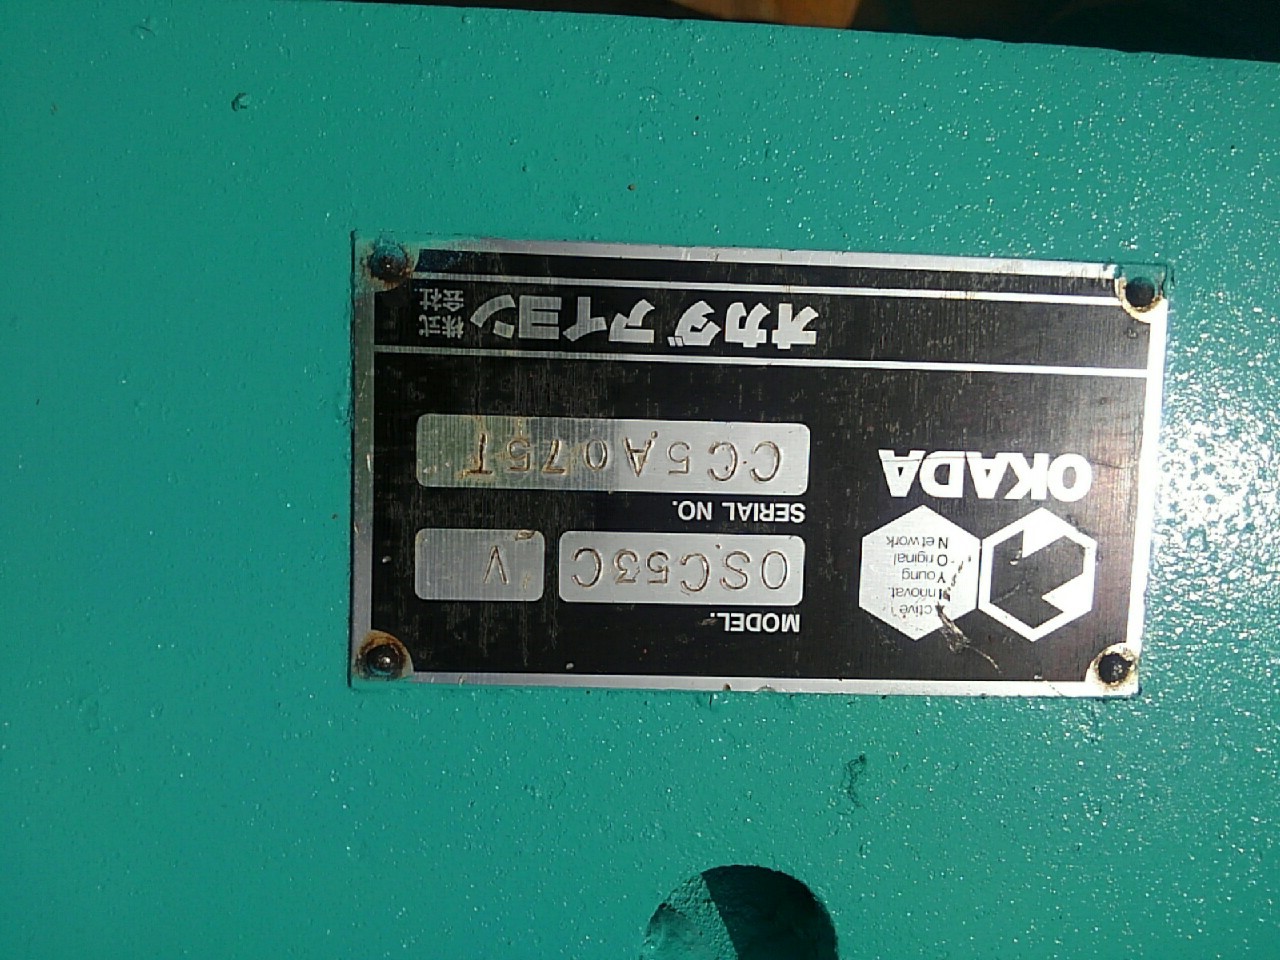 Active
Innovat.
Young
Original
Network
OKADA
MODEL.
OSC53C V
SERIAL NO.
CC5A075T
オカダアイヨン 株式会社